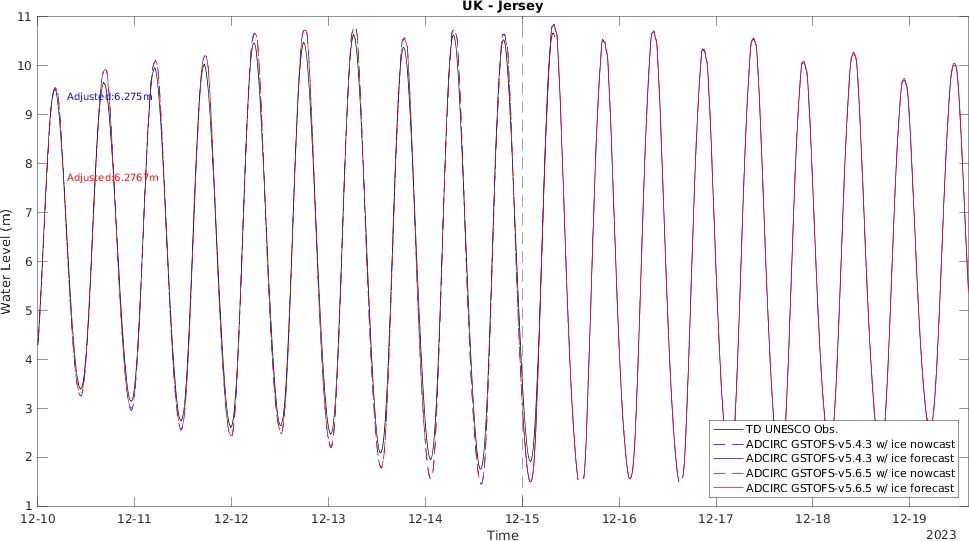 UK - Jersey
11
10
9
8
7
6
5
4
3
2
1
Water Level (m)
Adjusted:6.275m
Adjusted:6.2767m
TD UNESCO Obs.
ADCIRC GSTOFS-v5.4.3 w/ ice nowcast
ADCIRC GSTOFS-v5.4.3 w/ ice forecast
ADCIRC GSTOFS-v5.6.5 w/ ice nowcast
ADCIRC GSTOFS-v5.6.5 w/ ice forecast
12-10 12-11 12-12 12-13 12-14 12-15 12-16 12-17 12-18 12-19
Time
2023